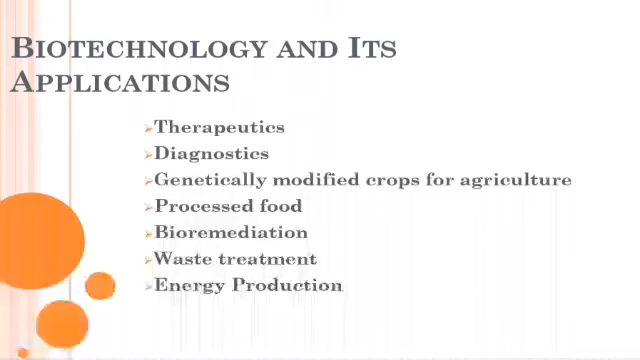 Biotechnology and Its
Applications
Therapeutics
Diagnostics
Genetically modified crops for agriculture
Processed food
Bioremediation
Waste treatment
Energy Production